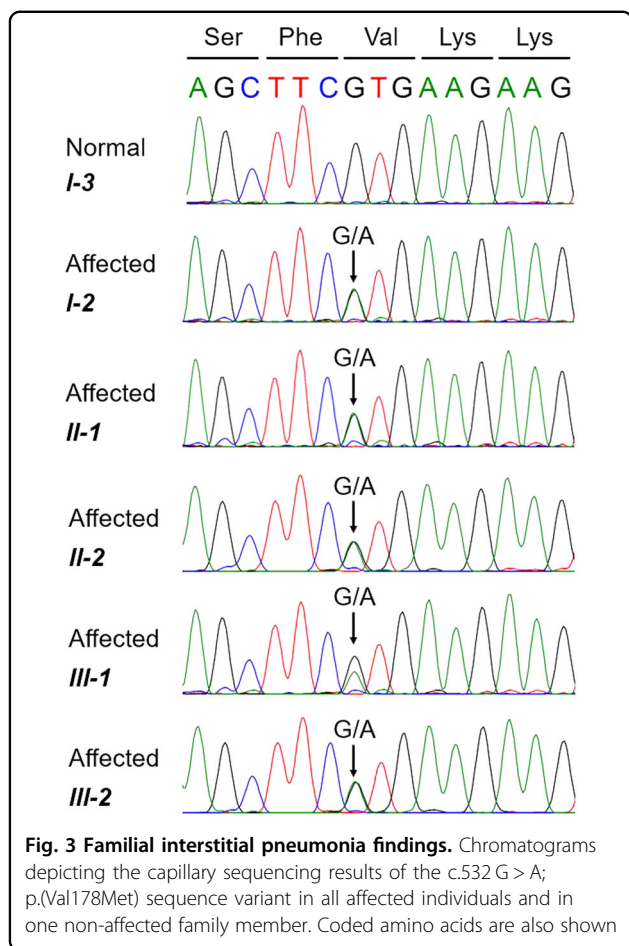 Ser Phe Val Lys Lys
A G C T T C G T G A A G A A G
Normal
I-3
Affected
I-2
G/A
Affected
II-1
G/A
Affected
II-2
G/A
Affected
III-1
G/A
Affected
III-2
G/A
Fig. 3 Familial interstitial pneumonia findings. Chromatograms
depicting the capillary sequencing results of the c.532 G > A;
p.(Val178Met) sequence variant in all affected individuals and in
one non-affected family member. Coded amino acids are also shown